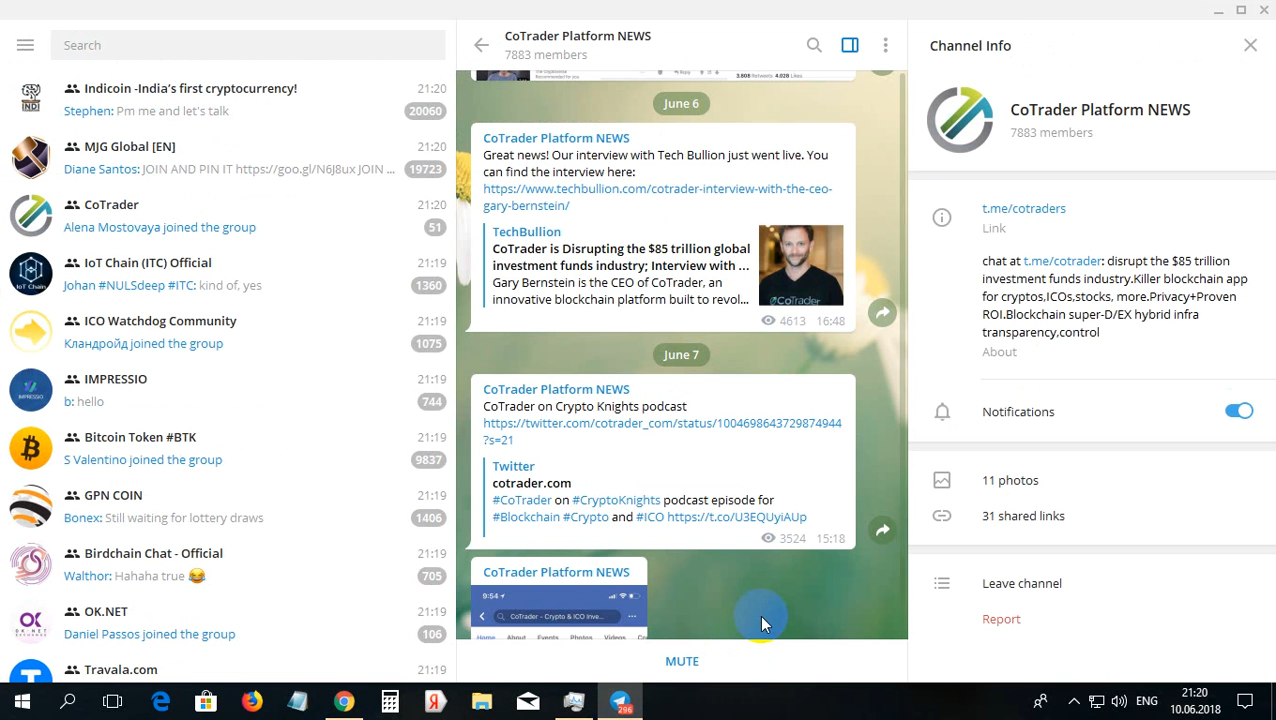 Search
Indicoin -India's first cryptocurrency!
21:20
Stephen: Pm me and let's talk
20060
MJG Global [EN]
21:20
Diane Santos: JOIN AND PIN IT https://goo.gl/N6J8ux JOIN ...
19723
CoTrader
21:20
Alena Mostovaya joined the group
51
IoT Chain (ITC) Official
21:19
Johan #NULSdeep #ITC: kind of, yes
1360
ICO Watchdog Community
21:19
Кландройд joined the group
1075
IMPRESSIO
21:19
b: hello
744
Bitcoin Token #BTK
21:19
S Valentino joined the group
9837
GPN COIN
21:19
Bonex: Still waiting for lottery draws
1406
Birdchain Chat - Official
21:19
Walthor: Hahaha true 😂
705
OK.NET
21:19
Daniel Passos joined the group
106
Travala.com
21:19
CoTrader Platform NEWS
7883 members
Reply
3.808 Retweets 4.028 Likes
June 6
CoTrader Platform NEWS
Great news! Our interview with Tech Bullion just went live. You
can find the interview here:
https://www.techbullion.com/cotrader-interview-with-the-ceo-
gary-bernstein/
TechBullion
CoTrader is Disrupting the $85 trillion global
investment funds industry; Interview with ...
Gary Bernstein is the CEO of CoTrader, an
innovative blockchain platform built to revol...
CoTrader
4613 16:48
June 7
CoTrader Platform NEWS
CoTrader on Crypto Knights podcast
https://twitter.com/cotrader_com/status/1004698643729874944
?s=21
Twitter
cotrader.com
#CoTrader on #CryptoKnights podcast episode for
#Blockchain #Crypto and #ICO https://t.co/U3EQUyiAUp
3524 15:18
CoTrader Platform NEWS
9:54
CoTrader - Crypto & ICO Inve...
Home About Events Photos Videos
MUTE
Channel Info
CoTrader Platform NEWS
7883 members
t.me/cotraders
Link
chat at t.me/cotrader: disrupt the $85 trillion
investment funds industry.Killer blockchain app
for cryptos.ICOs,stocks, more.Privacy+Proven
ROI.Blockchain super-D/EX hybrid infra
transparency,control
About
Notifications
11 photos
31 shared links
Leave channel
Report
296
ENG
21:20
10.06.2018